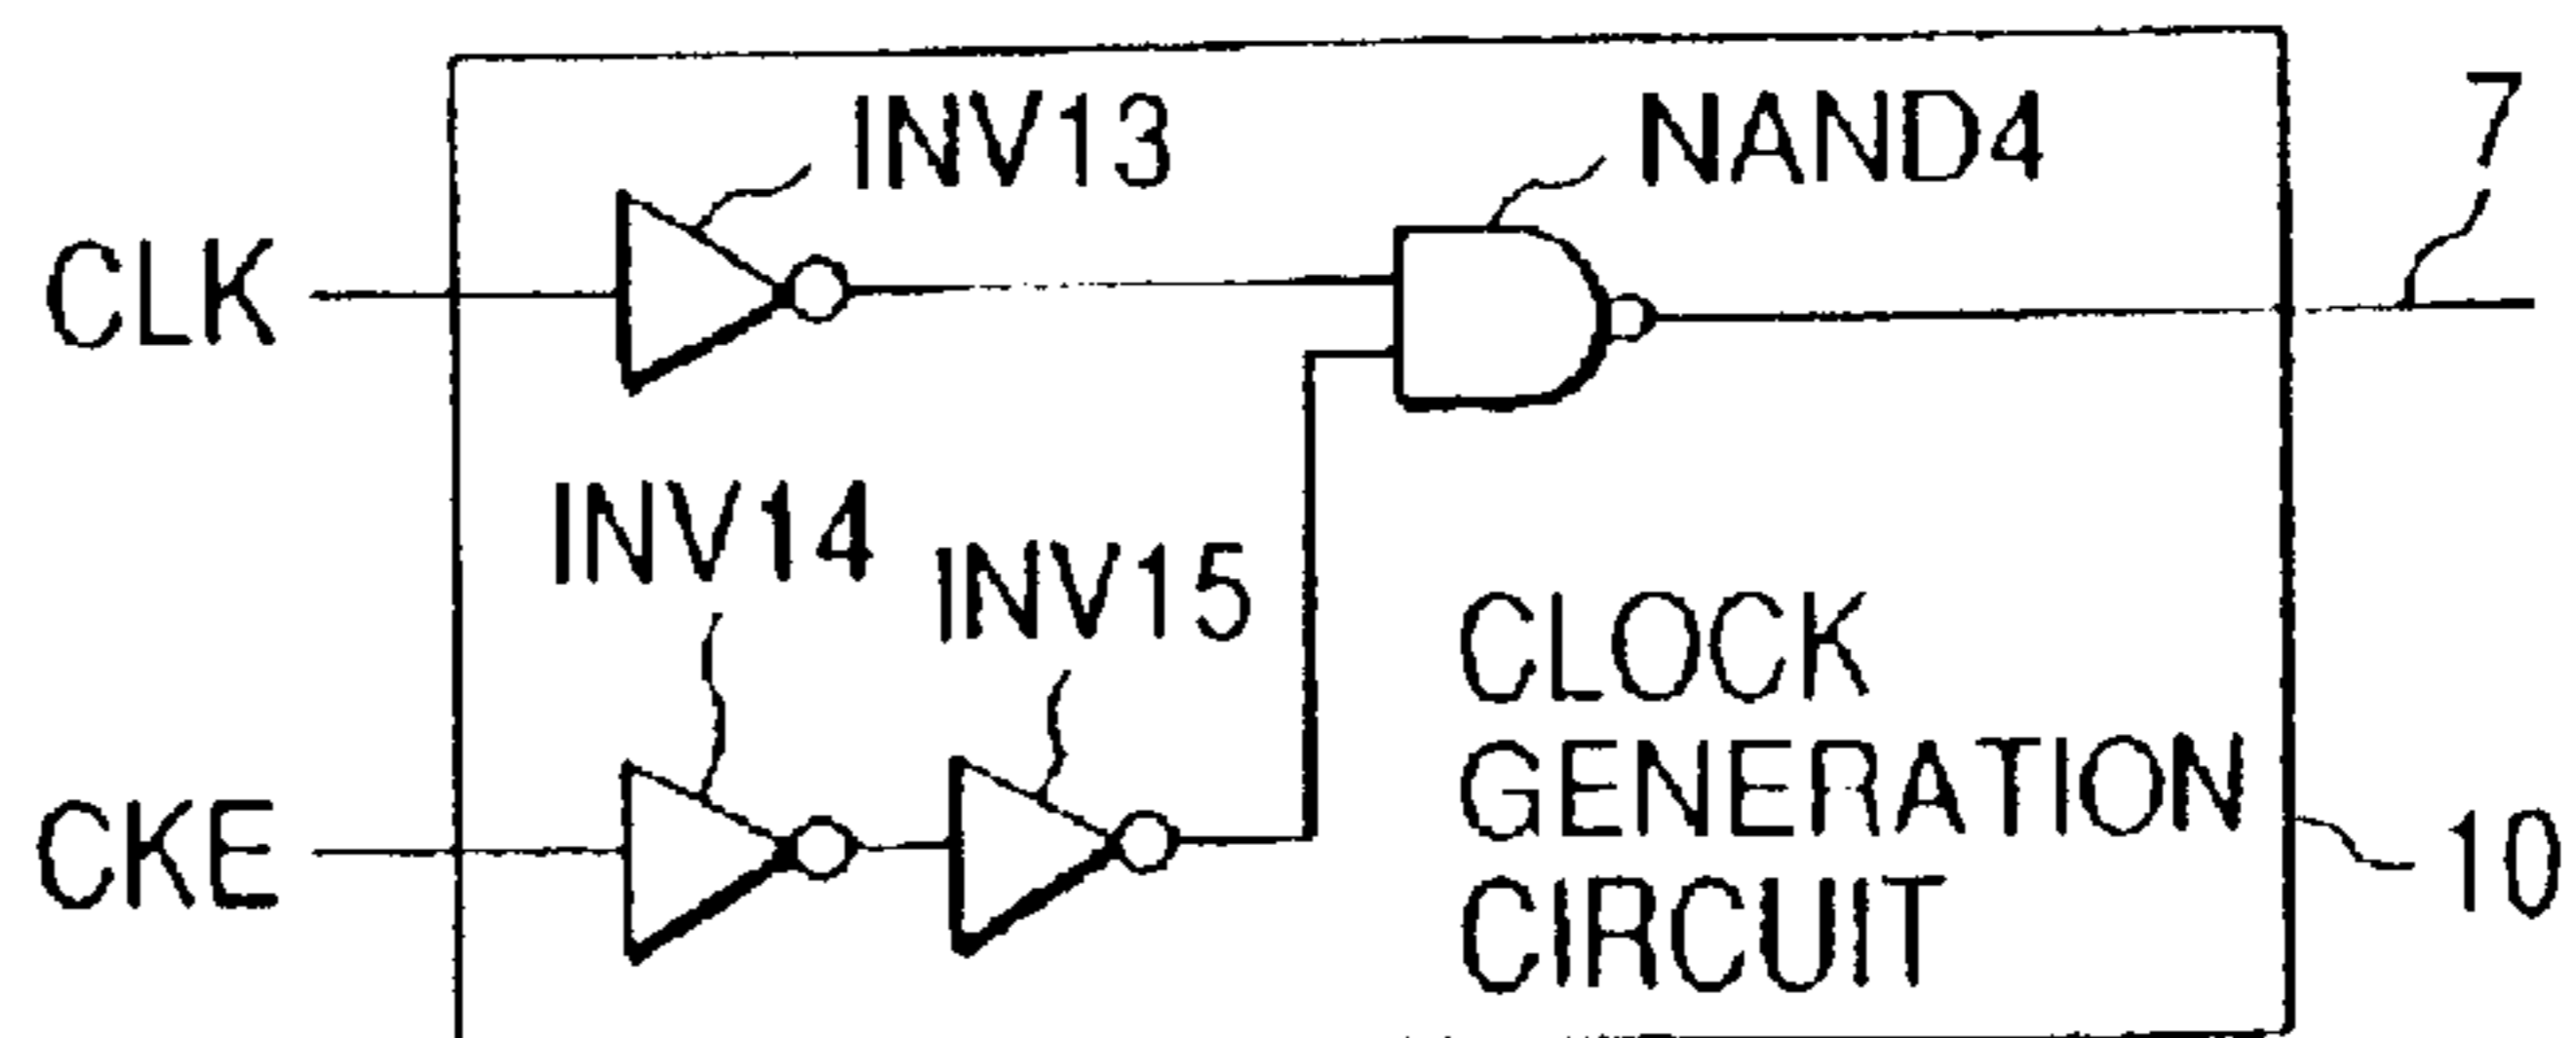 INV13
NAND4
7
CLK
INV14
INV15
CLOCK
GENERATION
CIRCUIT
CKE
10